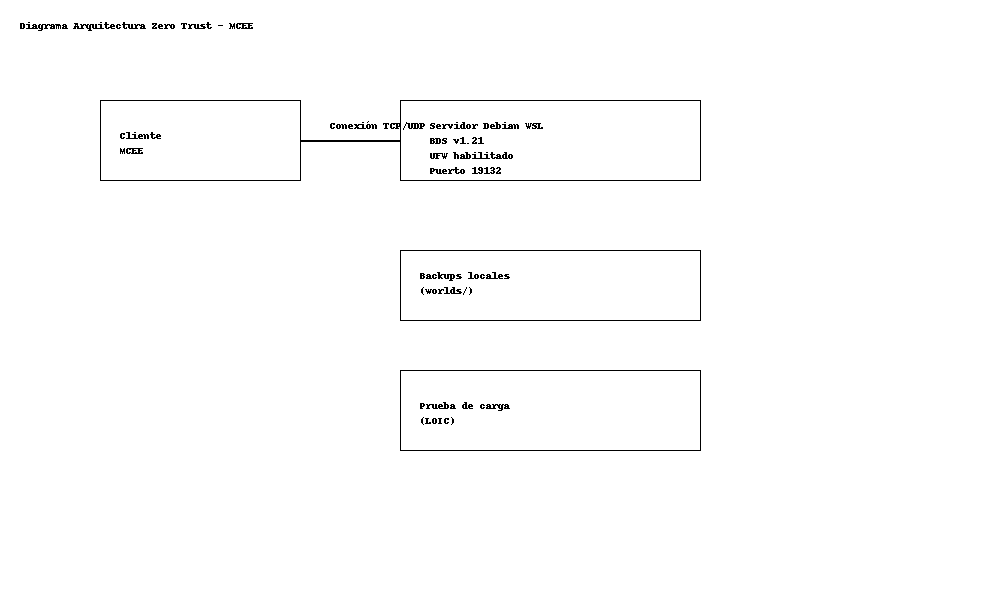 Diagrama Arquitectura Zero Trust - MCEE
Cliente
MCEE
Conexión TCP/UDP
Servidor Debian WSL
BDS v1.21
UFW habilitado
Puerto 19132
Backups locales
(worlds/)
Prueba de carga
(LOIC)